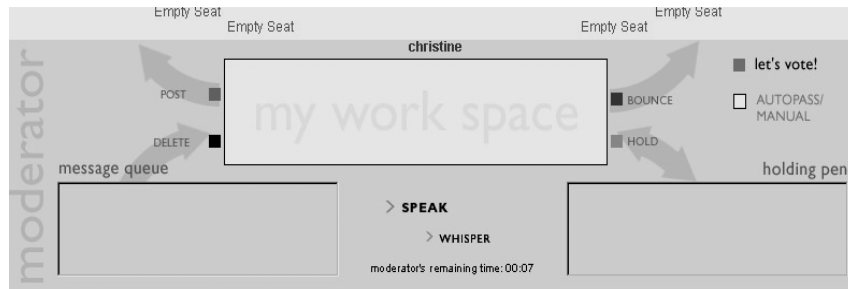 Empty Seat
Empty Seat
Empty Seat
Empty Seat
christine
moderator
POST
DELETE
my work space
BOUNCE
HOLD
let's vote!
AUTOPASS/
MANUAL
message queue
holding pen
SPEAK
WHISPER
moderator's remaining time: 00:07